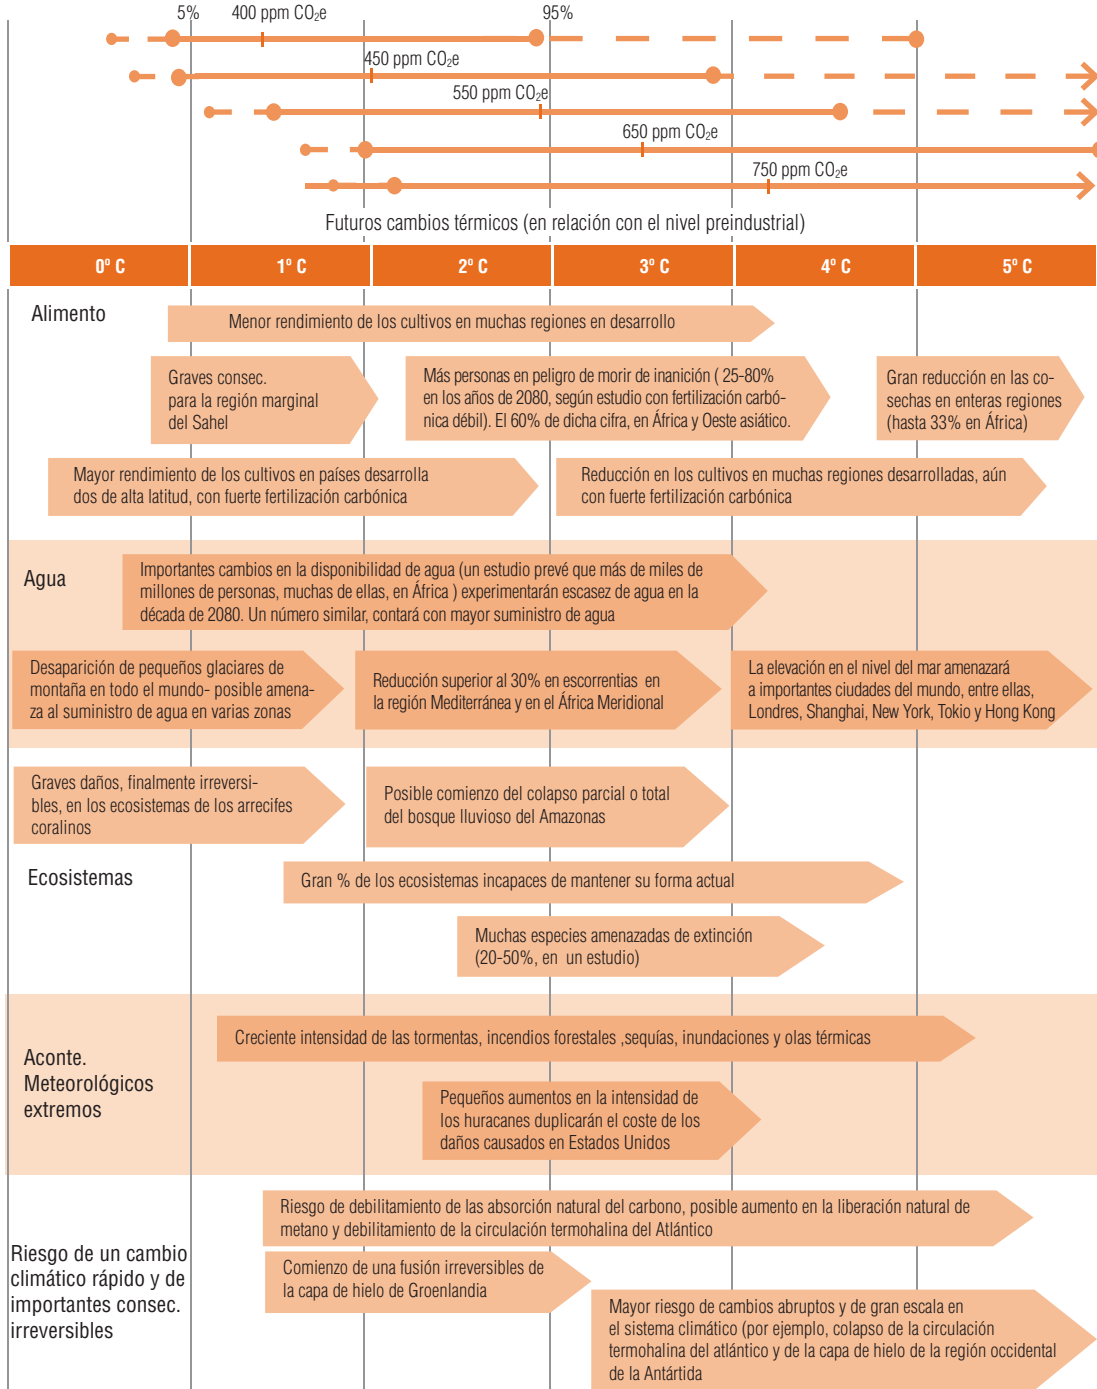 5% 400 ppm CO₂e 95%
450 ppm CO₂e
550 ppm CO₂e
650 ppm CO₂e
750 ppm CO₂e
Futuros cambios térmicos (en relación con el nivel preindustrial)
0º C 1º C 2º C 3º C 4º C 5º C
Alimento
Menor rendimiento de los cultivos en muchas regiones en desarrollo
Graves consec.
para la región marginal
del Sahel
Más personas en peligro de morir de inanición ( 25-80%
en los años de 2080, según estudio con fertilización carbó-
nica débil). El 60% de dicha cifra, en África y Oeste asiático.
Gran reducción en las co-
sechas en enteras regiones
(hasta 33% en África)
Mayor rendimiento de los cultivos en países desarrolla
dos de alta latitud, con fuerte fertilización carbónica
Reducción en los cultivos en muchas regiones desarrolladas, aún
con fuerte fertilización carbónica
Agua
Importantes cambios en la disponibilidad de agua (un estudio prevé que más de miles de
millones de personas, muchas de ellas, en África ) experimentarán escasez de agua en la
década de 2080. Un número similar, contará con mayor suministro de agua
Desaparición de pequeños glaciares de
montaña en todo el mundo- posible amena-
za al suministro de agua en varias zonas
Reducción superior al 30% en escorrentias en
la región Mediterránea y en el África Meridional
La elevación en el nivel del mar amenazará
a importantes ciudades del mundo, entre ellas,
Londres, Shanghai, New York, Tokio y Hong Kong
Graves daños, finalmente irreversi-
bles, en los ecosistemas de los arrecifes
coralinos
Posible comienzo del colapso parcial o total
del bosque lluvioso del Amazonas
Ecosistemas
Gran % de los ecosistemas incapaces de mantener su forma actual
Muchas especies amenazadas de extinción
(20-50%, en un estudio)
Aconte.
Meteorológicos
extremos
Creciente intensidad de las tormentas, incendios forestales ,sequías, inundaciones y olas térmicas
Pequeños aumentos en la intensidad de
los huracanes duplicarán el coste de los
daños causados en Estados Unidos
Riesgo de un cambio
climático rápido y de
importantes consec.
irreversibles
Riesgo de debilitamiento de las absorción natural del carbono, posible aumento en la liberación natural de
metano y debilitamiento de la circulación termohalina del Atlántico
Comienzo de una fusión irreversibles de
la capa de hielo de Groenlandia
Mayor riesgo de cambios abruptos y de gran escala en
el sistema climático (por ejemplo, colapso de la circulación
termohalina del atlántico y de la capa de hielo de la región occidental
de la Antártida